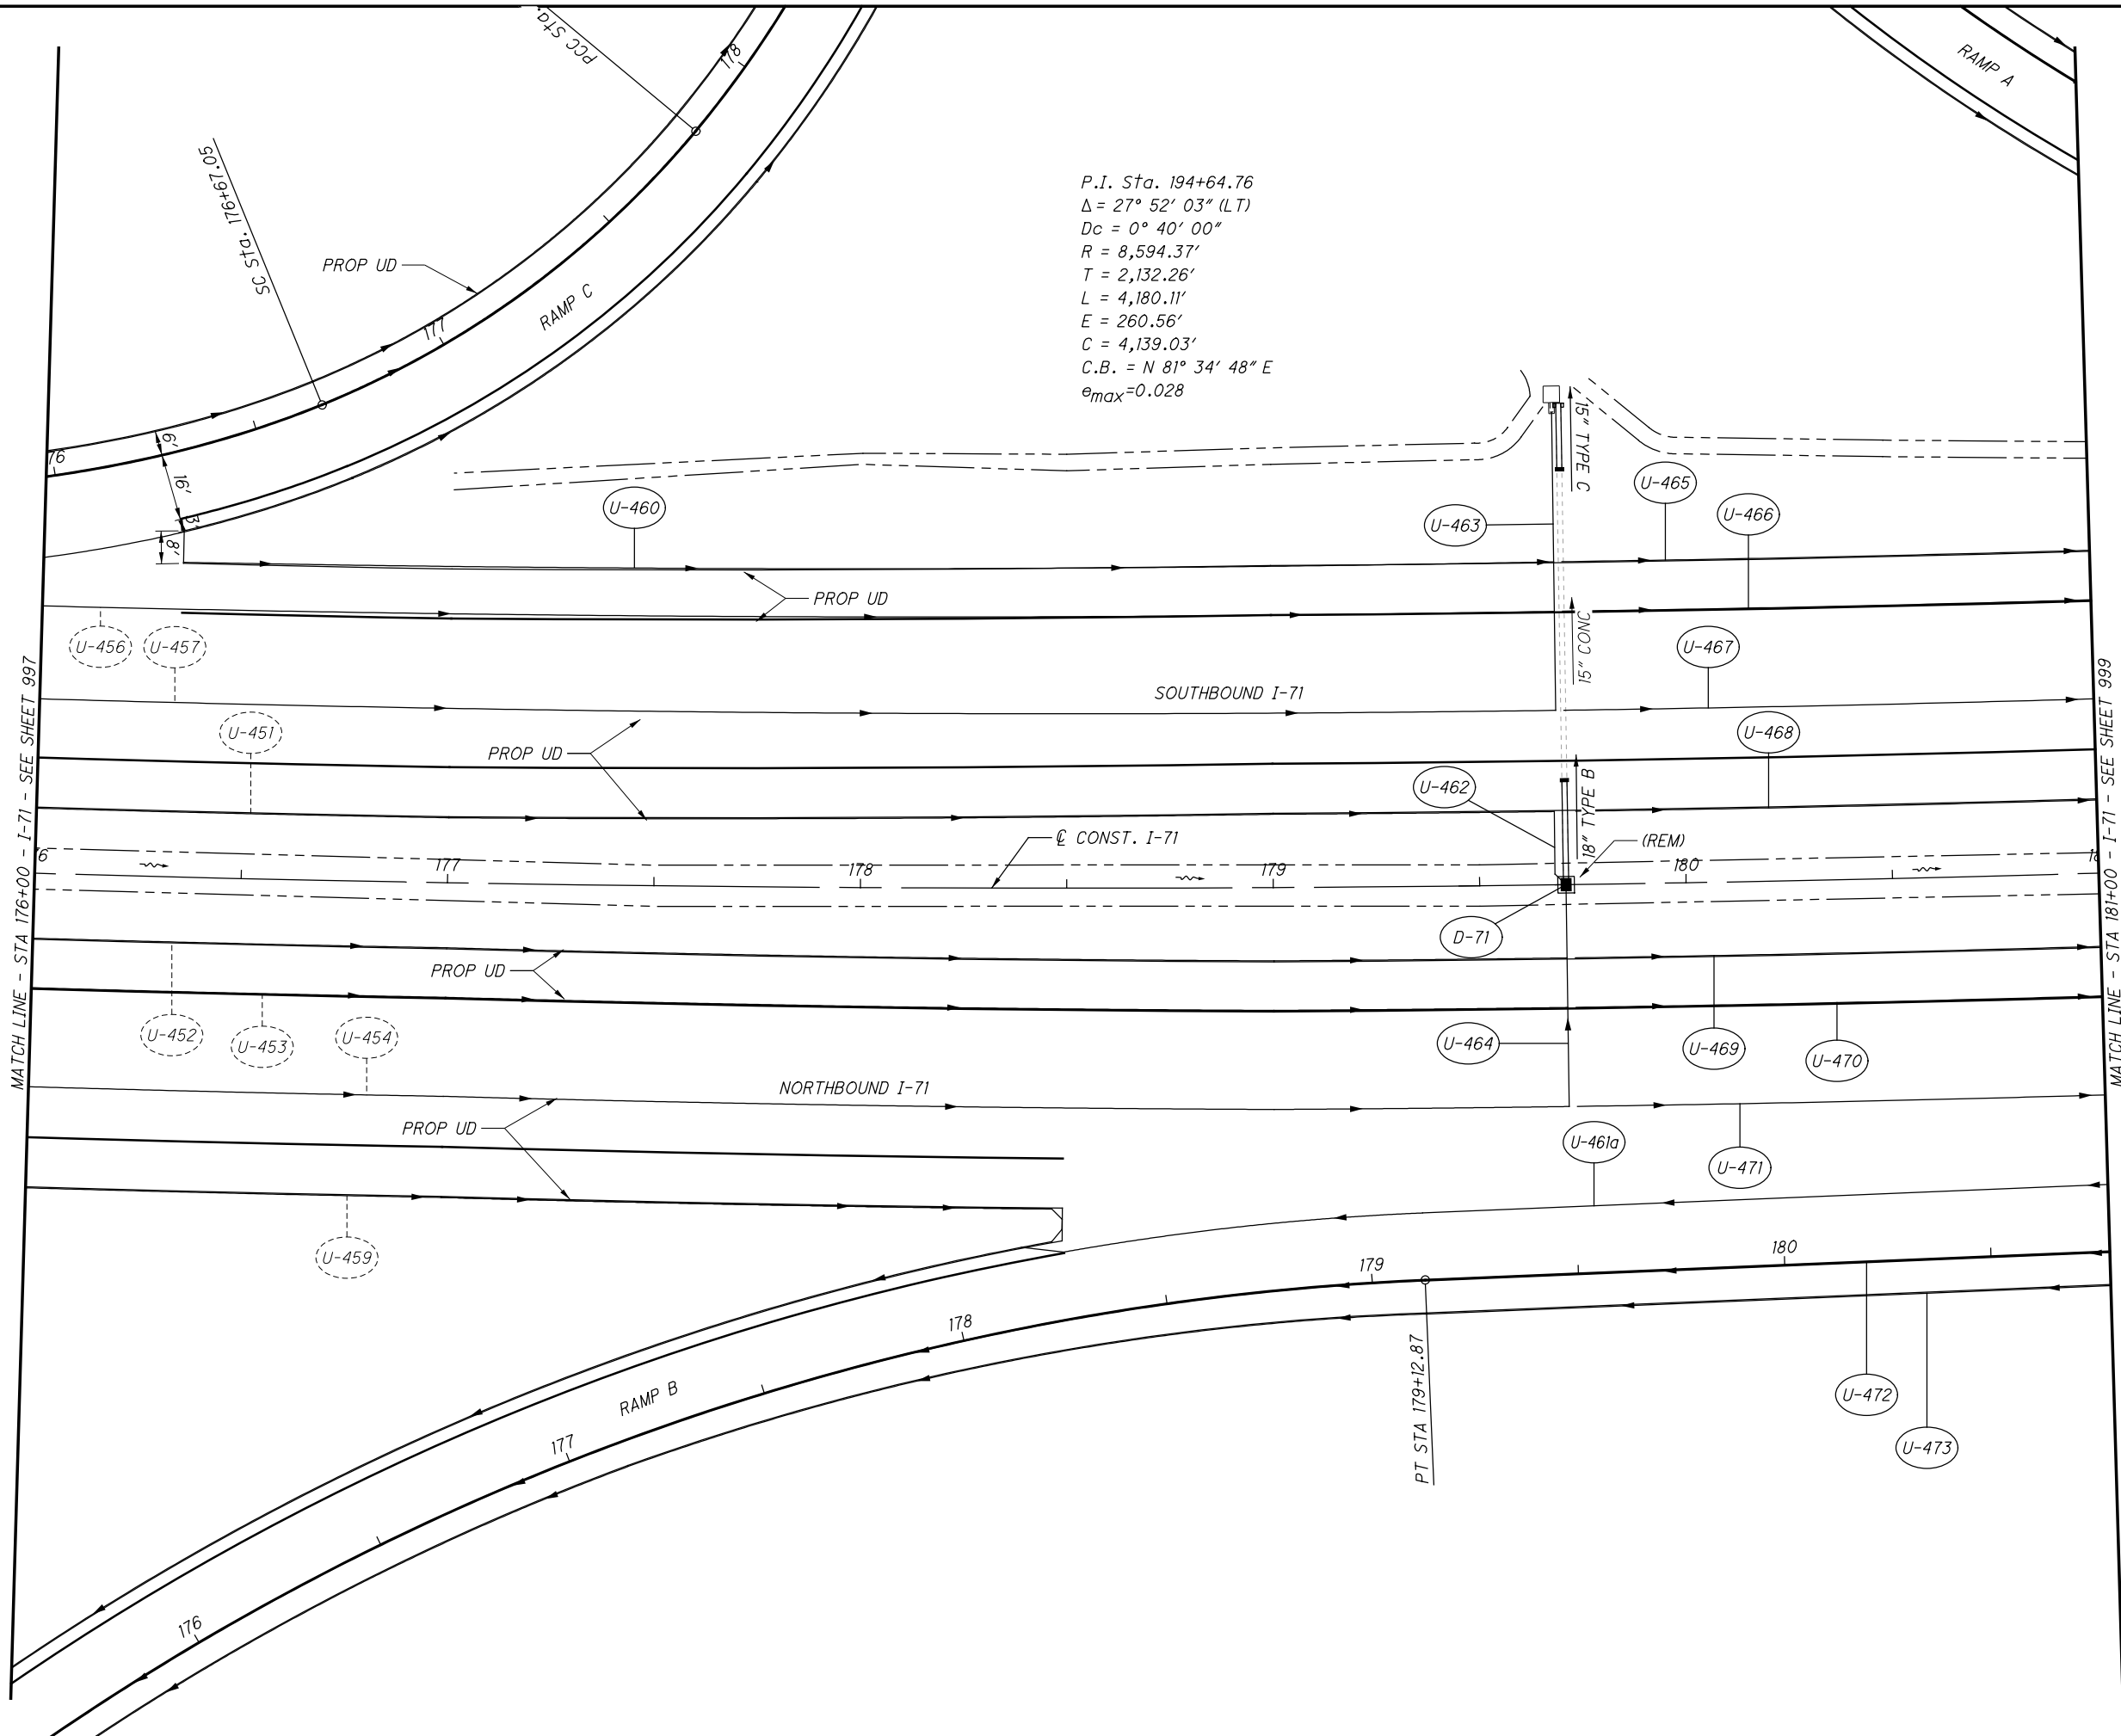 PCC Sta.
178
RAMP A
SC Sta. 176+67.05
PROP UD
177
RAMP C
P.I. Sta. 194+64.76
Δ = 27° 52' 03" (LT)
Dc = 0° 40' 00"
R = 8,594.37'
T = 2,132.26'
L = 4,180.11'
E = 260.56'
C = 4,139.03'
C.B. = N 81° 34' 48" E
emax=0.028
76
6'
16'
3'
8'
U-460
U-463
15" TYPE C
U-465
U-466
PROP UD
U-456
U-457
15" CONC
U-467
SOUTHBOUND I-71
U-451
PROP UD
U-468
U-462
18" TYPE B
(REM)
℄ CONST. I-71
6
177
178
179
180
18
D-71
PROP UD
U-452
U-453
U-454
U-464
U-469
U-470
NORTHBOUND I-71
PROP UD
U-461a
U-471
U-459
180
179
178
177
176
RAMP B
PT STA 179+12.87
U-472
U-473
MATCH LINE - STA 176+00 - I-71 - SEE SHEET 997
MATCH LINE - STA 181+00 - I-71 - SEE SHEET 999